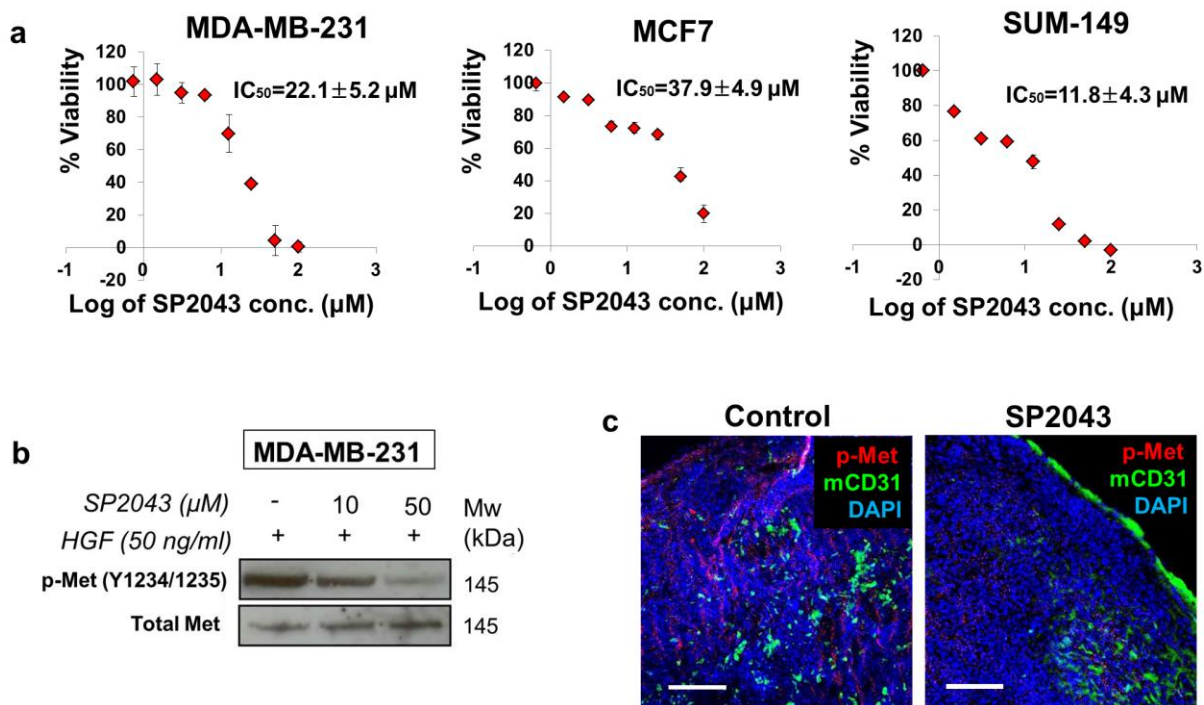 a
MDA-MB-231
120
100
80
60
40
20
0
-20
-1
0
1
2
3
% Viability
IC₅₀=22.1±5.2 µM
Log of SP2043 conc. (µM)
MCF7
120
100
80
60
40
20
0
-1
0
1
2
3
% Viability
IC₅₀=37.9±4.9 µM
Log of SP2043 conc. (µM)
SUM-149
120
100
80
60
40
20
0
-20
-1
0
1
2
3
% Viability
IC₅₀=11.8±4.3 µM
Log of SP2043 conc. (µM)
b
MDA-MB-231
SP2043 (µM) - 10 50 Mw
HGF (50 ng/ml) + + + (kDa)
p-Met (Y1234/1235) 145
Total Met 145
c
Control
p-Met
mCD31
DAPI
SP2043
p-Met
mCD31
DAPI